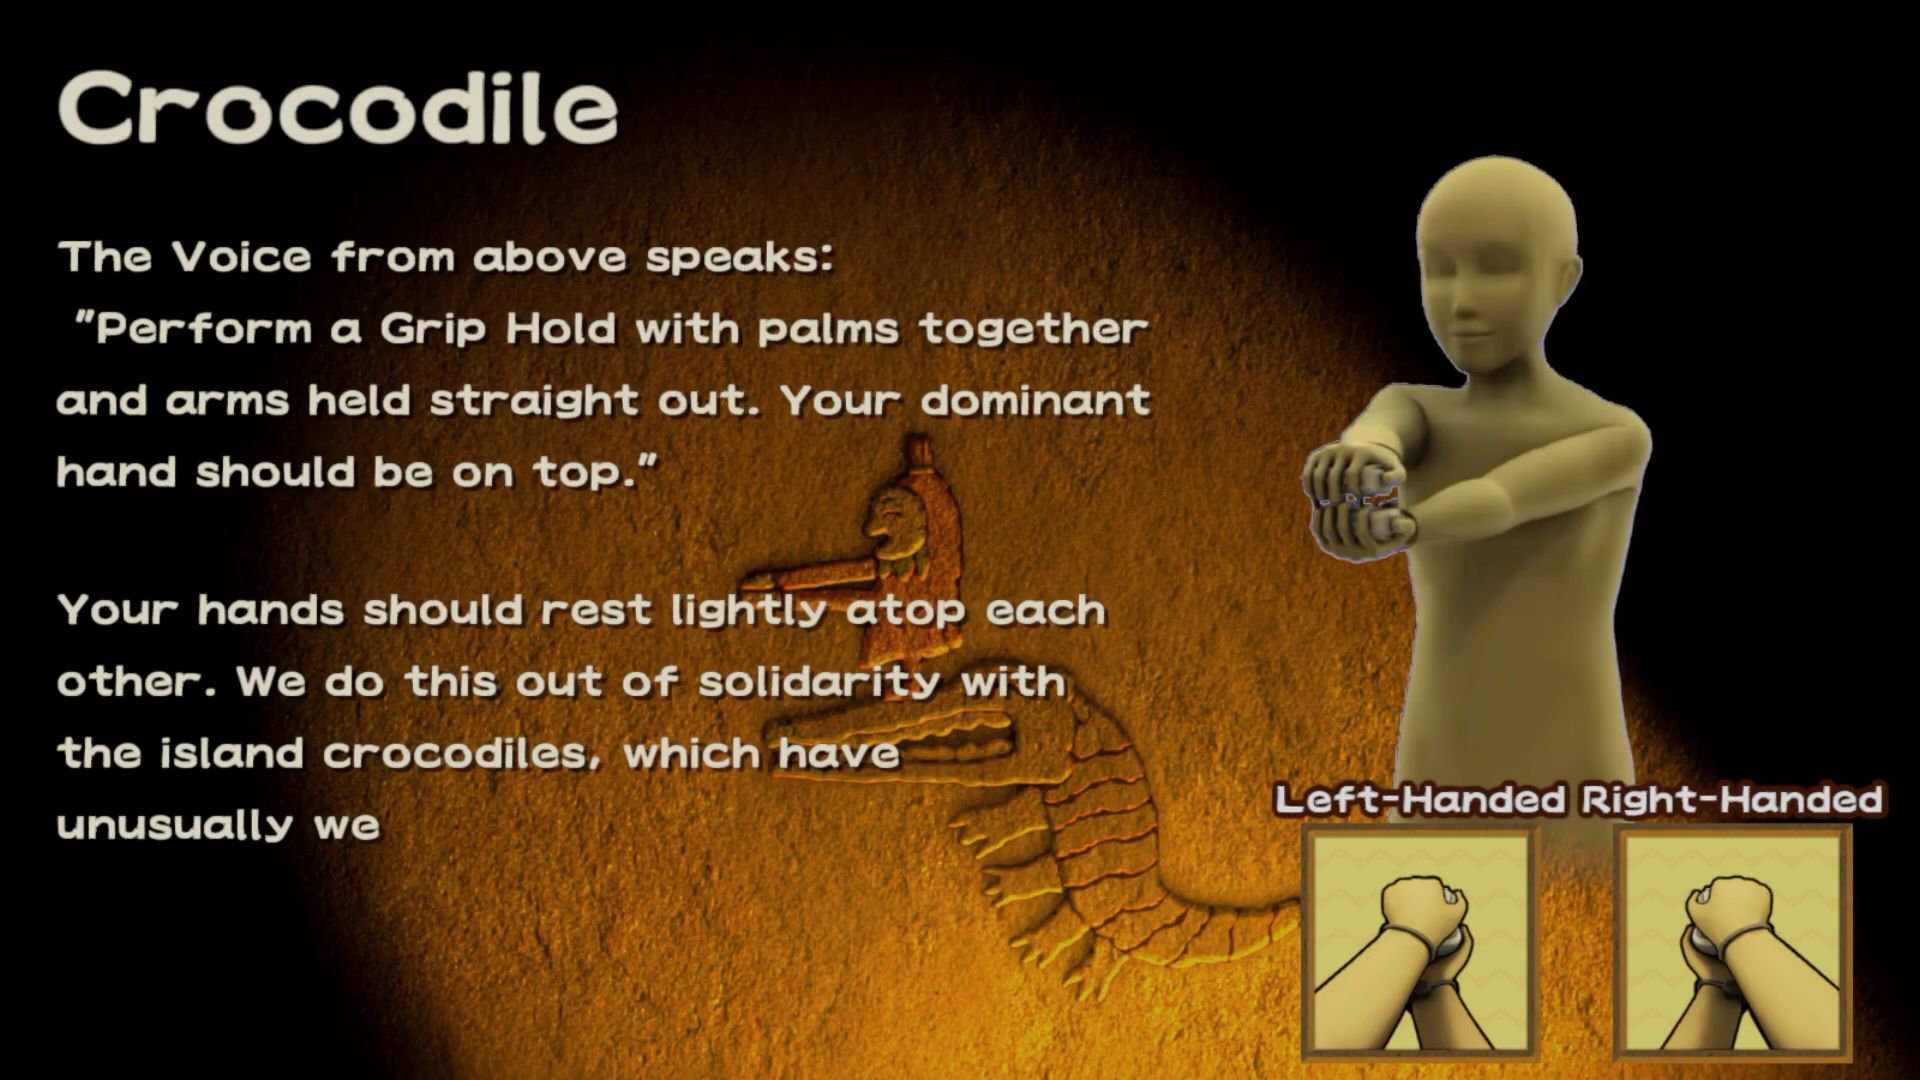 Crocodile
The Voice from above speaks:
"Perform a Grip Hold with palms together
and arms held straight out. Your dominant
hand should be on top."
Your hands should rest lightly atop each
other. We do this out of solidarity with
the island crocodiles, which have
unusually we
Left-Handed Right-Handed